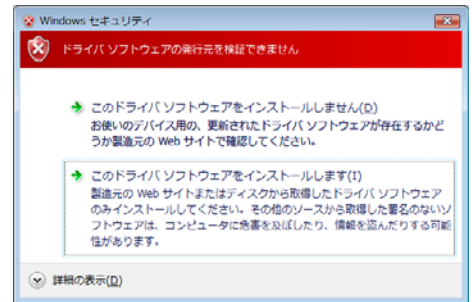 Windows セキュリティ
ドライバ ソフトウェアの発行元を検証できません
このドライバ ソフトウェアをインストールしません(D)
お使いのデバイス用の、更新されたドライバ ソフトウェアが存在するかど
うか製造元の Web サイトで確認してください。
このドライバ ソフトウェアをインストールします(I)
製造元の Web サイトまたはディスクから取得したドライバ ソフトウェア
のみインストールしてください。その他のソースから取得した署名のないソ
フトウェアは、コンピュータに危害を及ぼしたり、情報を盗んだりする可能
性があります。
詳細の表示(D)